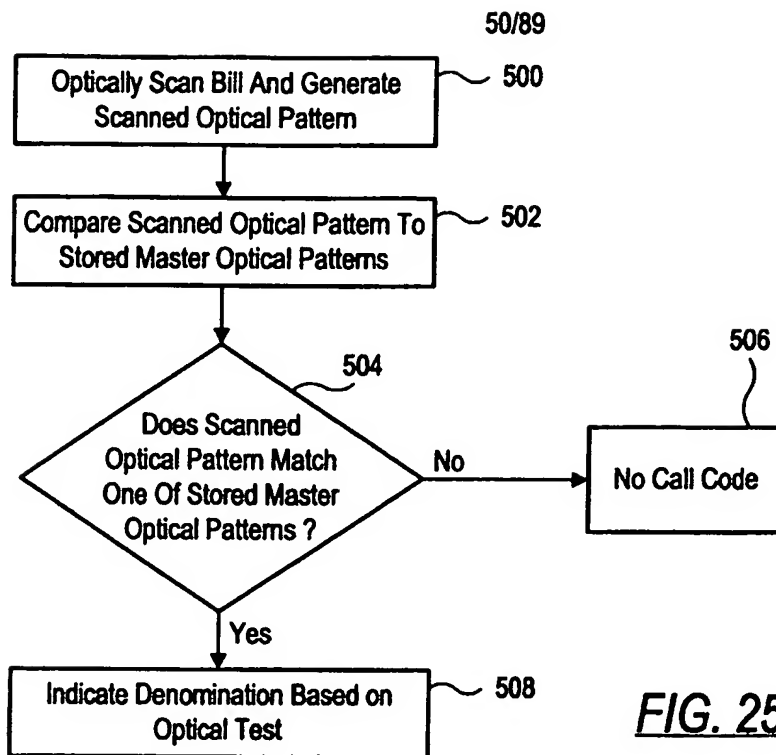 50/89
Optically Scan Bill And Generate
Scanned Optical Pattern
500
Compare Scanned Optical Pattern To
Stored Master Optical Patterns
502
504
Does Scanned
Optical Pattern Match
One Of Stored Master
Optical Patterns ?
No
506
No Call Code
Yes
Indicate Denomination Based on
Optical Test
508
FIG. 25